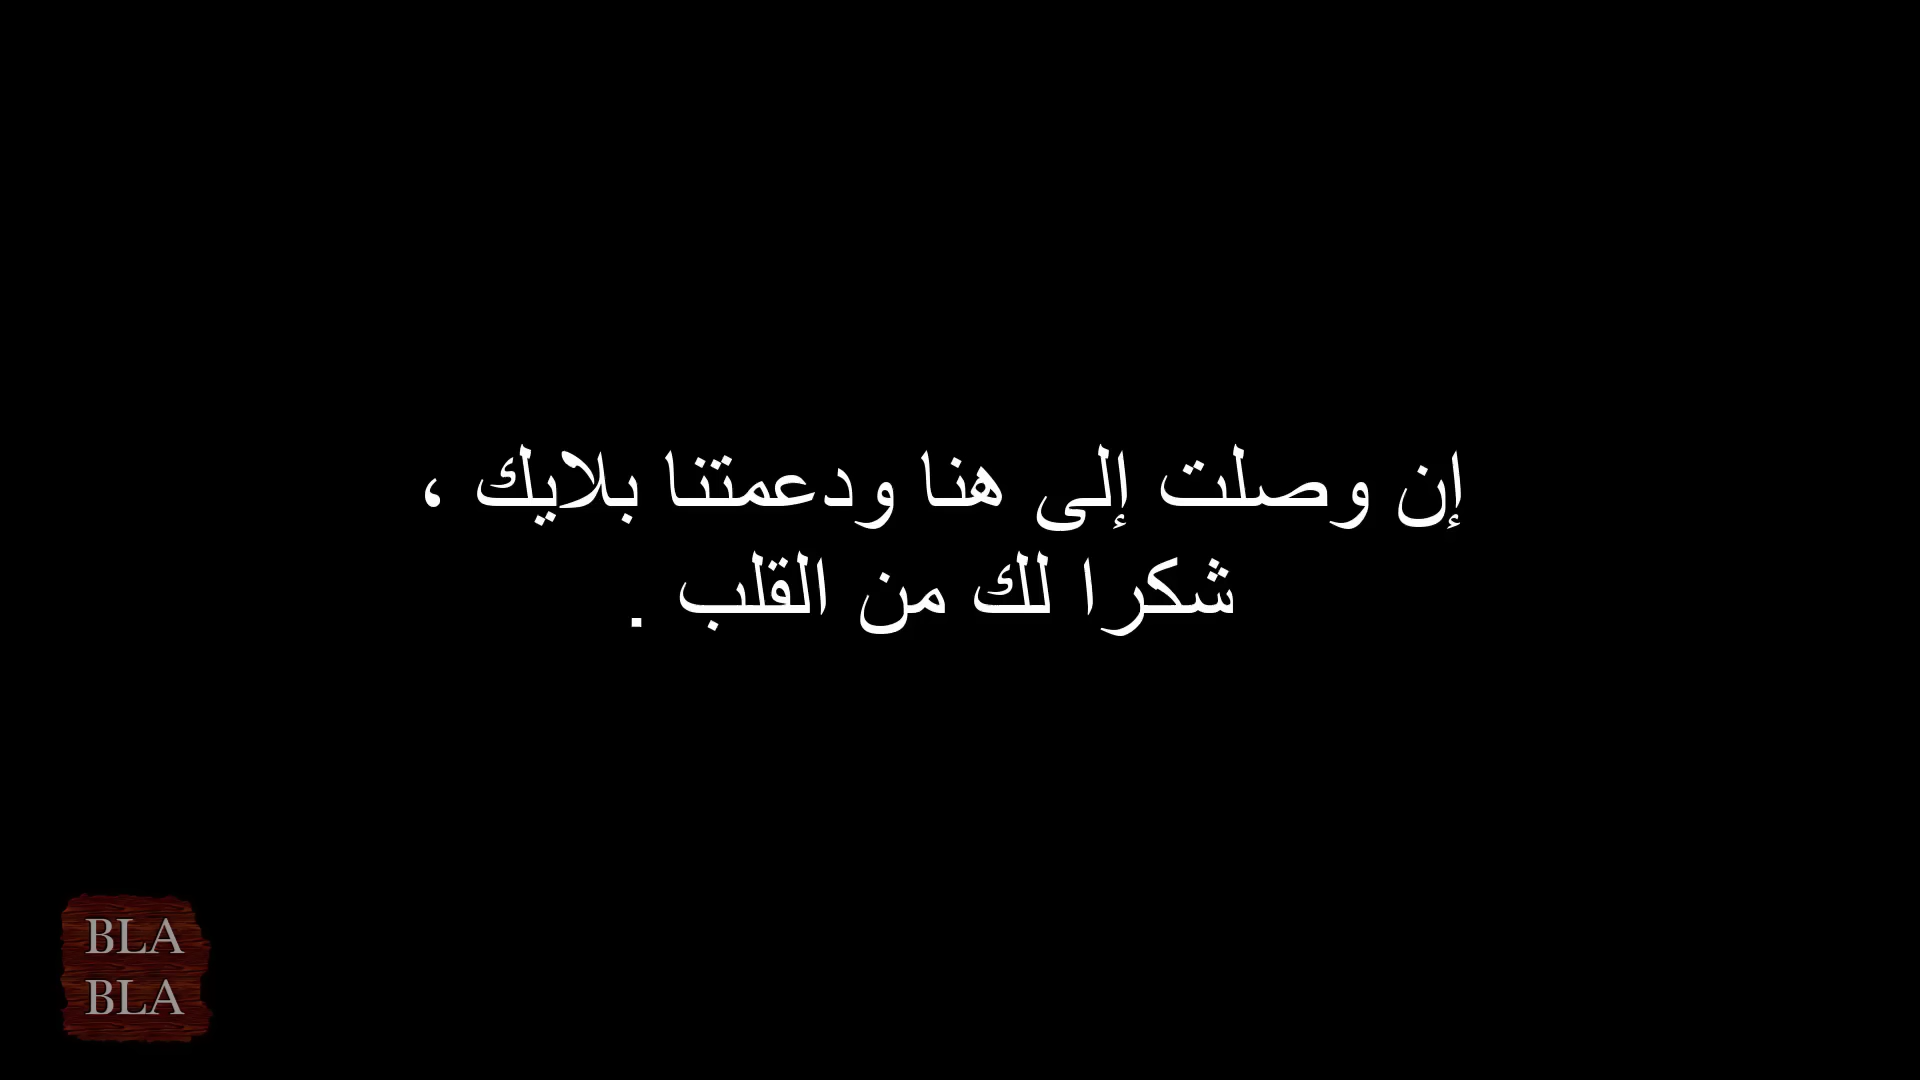 إن وصلت إلى هنا ودعمتنا بلايك ،
شكرا لك من القلب .
BLA
BLA